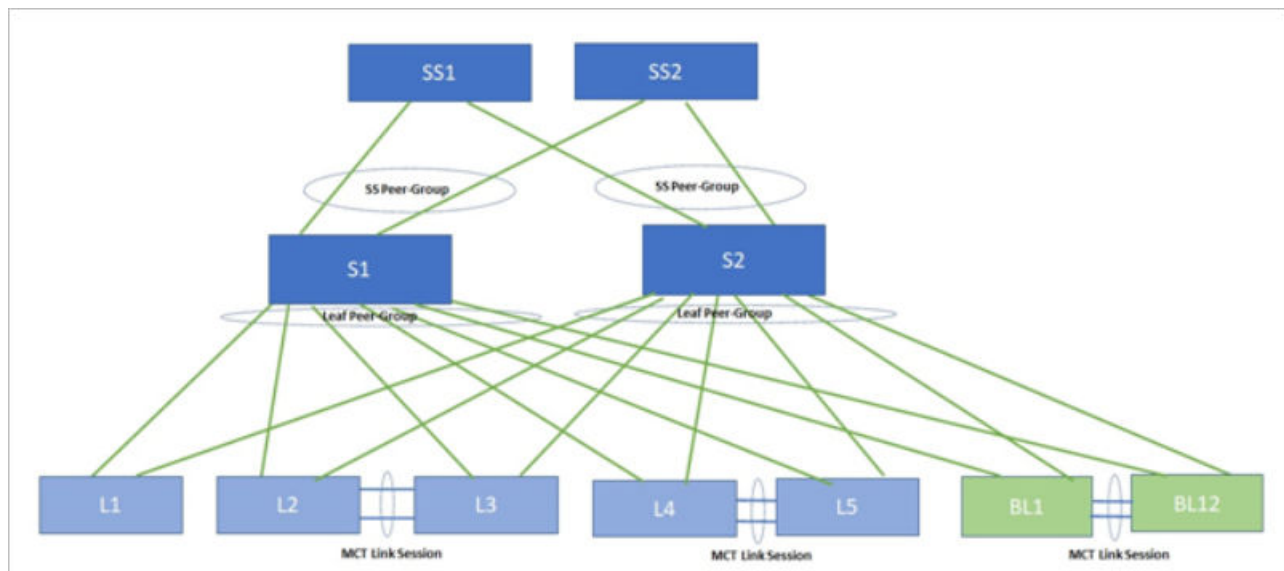 SS1
SS2
SS Peer-Group
SS Peer-Group
S1
S2
Leaf Peer-Group
Leaf Peer-Group
L1
L2
L3
L4
L5
BL1
BL12
MCT Link Session
MCT Link Session
MCT Link Session